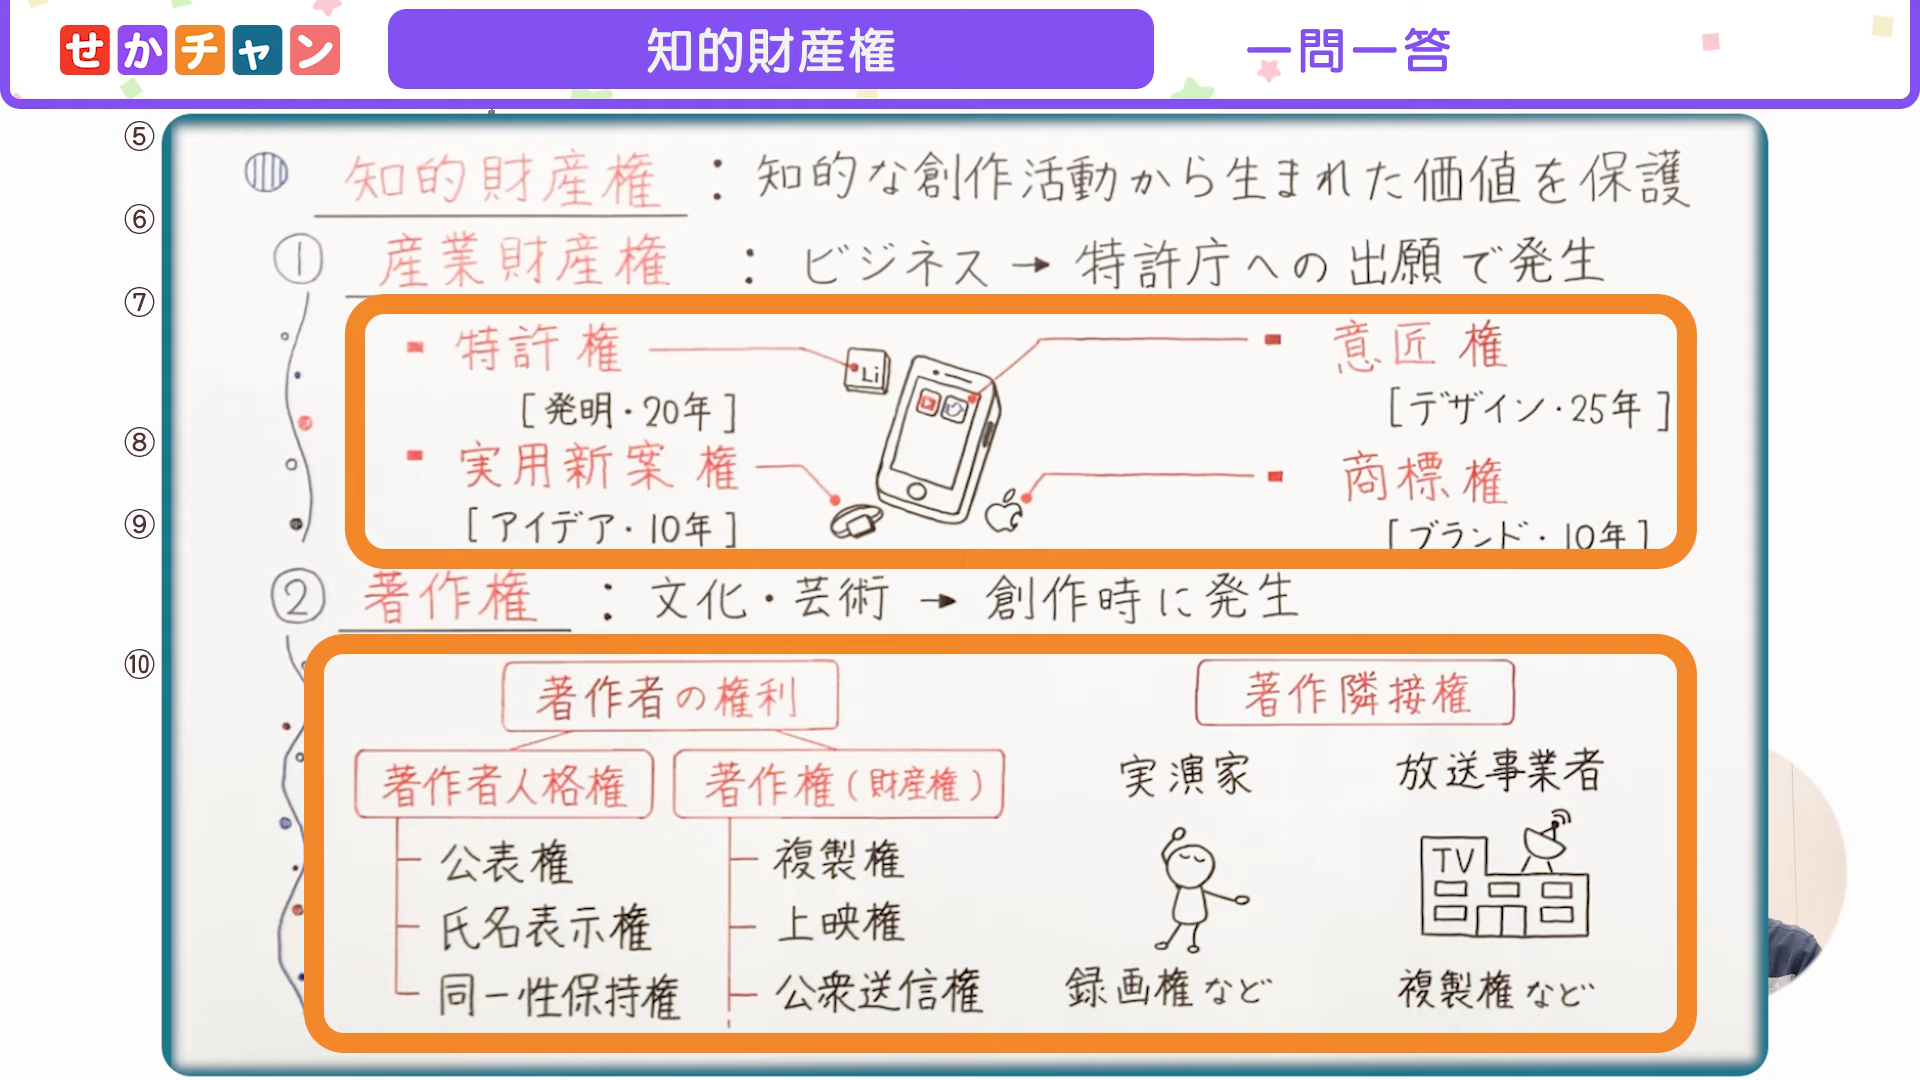 せかチャン
知的財産権
一問一答
⑤
⑥
⑦
⑧
⑨
⑩
知的財産権：知的な創作活動から生まれた価値を保護
① 産業財産権：ビジネス→特許庁への出願で発生
特許権
[発明・20年]
実用新案権
[アイデア・10年]
Li
意匠権
[デザイン・25年]
商標権
[ブランド・10年]
② 著作権：文化・芸術→創作時に発生
著作者の権利
著作者人格権
公表権
氏名表示権
同一性保持権
著作権(財産権)
複製権
上映権
公衆送信権
著作隣接権
実演家
録画権など
放送事業者
TV
複製権など